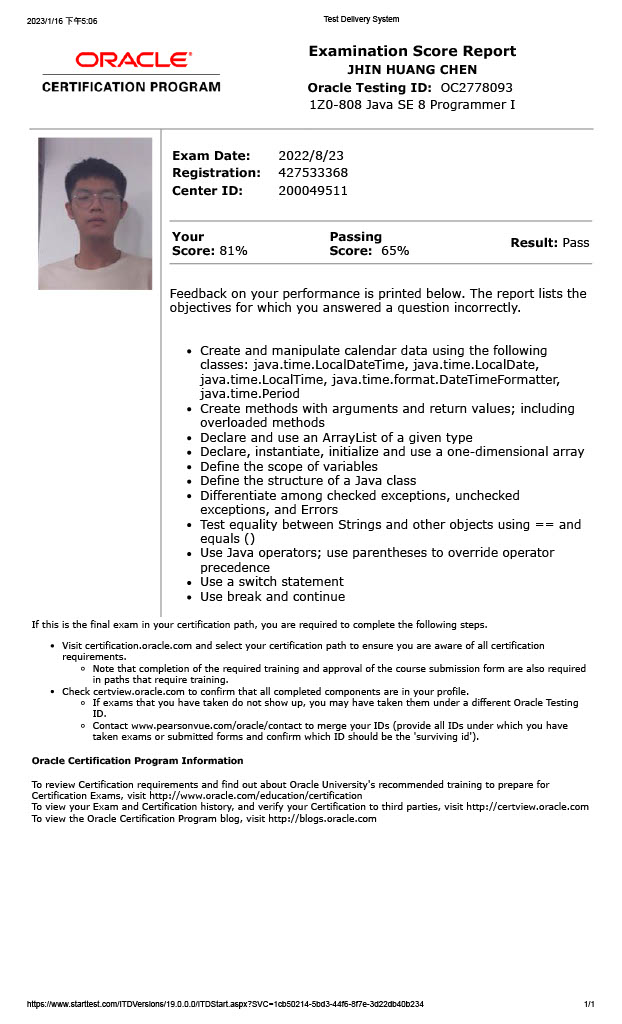 2023/1/16 下午5:06
Test Delivery System
ORACLE®
CERTIFICATION PROGRAM
Examination Score Report
JHIN HUANG CHEN
Oracle Testing ID: OC2778093
1Z0-808 Java SE 8 Programmer I
Exam Date: 2022/8/23
Registration: 427533368
Center ID: 200049511
Your
Score: 81%
Passing
Score: 65%
Result: Pass
Feedback on your performance is printed below. The report lists the
objectives for which you answered a question incorrectly.
• Create and manipulate calendar data using the following
classes: java.time.LocalDateTime, java.time.LocalDate,
java.time.LocalTime, java.time.format.DateTimeFormatter,
java.time.Period
• Create methods with arguments and return values; including
overloaded methods
• Declare and use an ArrayList of a given type
• Declare, instantiate, initialize and use a one-dimensional array
• Define the scope of variables
• Define the structure of a Java class
• Differentiate among checked exceptions, unchecked
exceptions, and Errors
• Test equality between Strings and other objects using == and
equals ()
• Use Java operators; use parentheses to override operator
precedence
• Use a switch statement
• Use break and continue
If this is the final exam in your certification path, you are required to complete the following steps.
• Visit certification.oracle.com and select your certification path to ensure you are aware of all certification
requirements.
○ Note that completion of the required training and approval of the course submission form are also required
in paths that require training.
• Check certview.oracle.com to confirm that all completed components are in your profile.
○ If exams that you have taken do not show up, you may have taken them under a different Oracle Testing
ID.
○ Contact www.pearsonvue.com/oracle/contact to merge your IDs (provide all IDs under which you have
taken exams or submitted forms and confirm which ID should be the 'surviving id').
Oracle Certification Program Information
To review Certification requirements and find out about Oracle University's recommended training to prepare for
Certification Exams, visit http://www.oracle.com/education/certification
To view your Exam and Certification history, and verify your Certification to third parties, visit http://certview.oracle.com
To view the Oracle Certification Program blog, visit http://blogs.oracle.com
https://www.starttest.com/ITDVersions/19.0.0.0/ITDStart.aspx?SVC=1cb50214-5bd3-44f6-8f7e-3d22db40b234
1/1